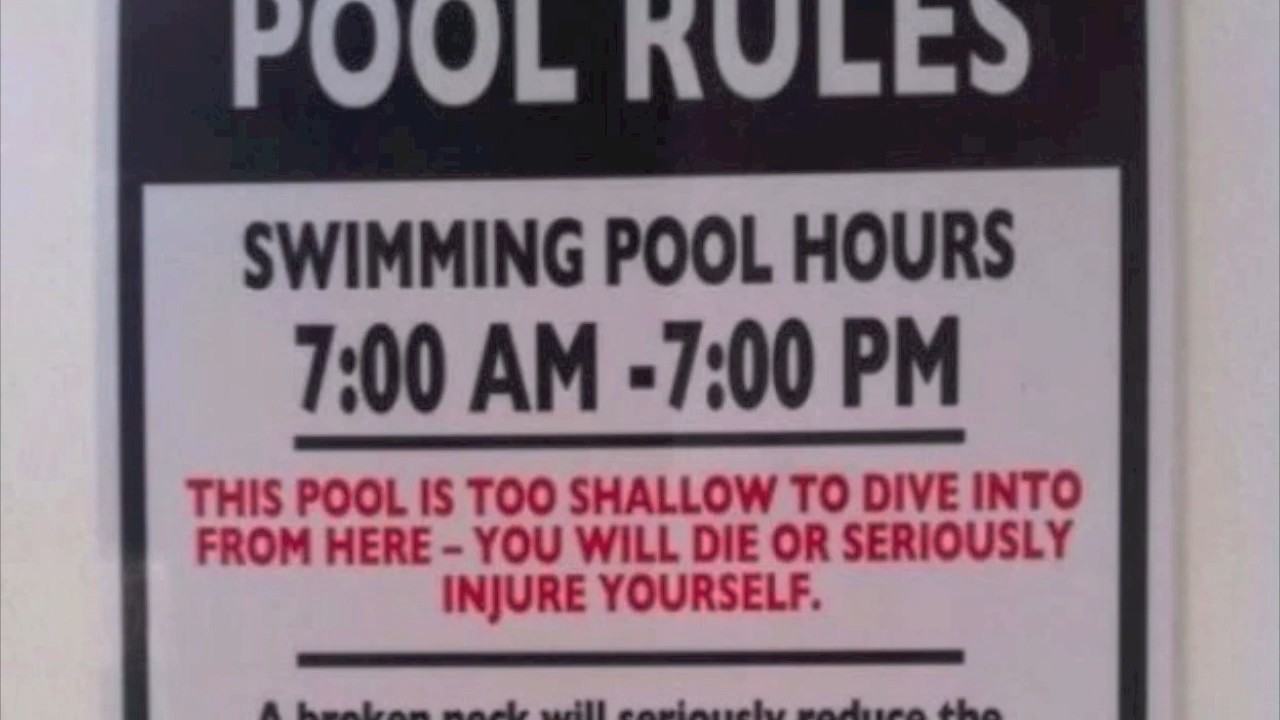 POOL RULES
SWIMMING POOL HOURS
7:00 AM -7:00 PM
THIS POOL IS TOO SHALLOW TO DIVE INTO
FROM HERE – YOU WILL DIE OR SERIOUSLY
INJURE YOURSELF.
A broken neck will seriously reduce the